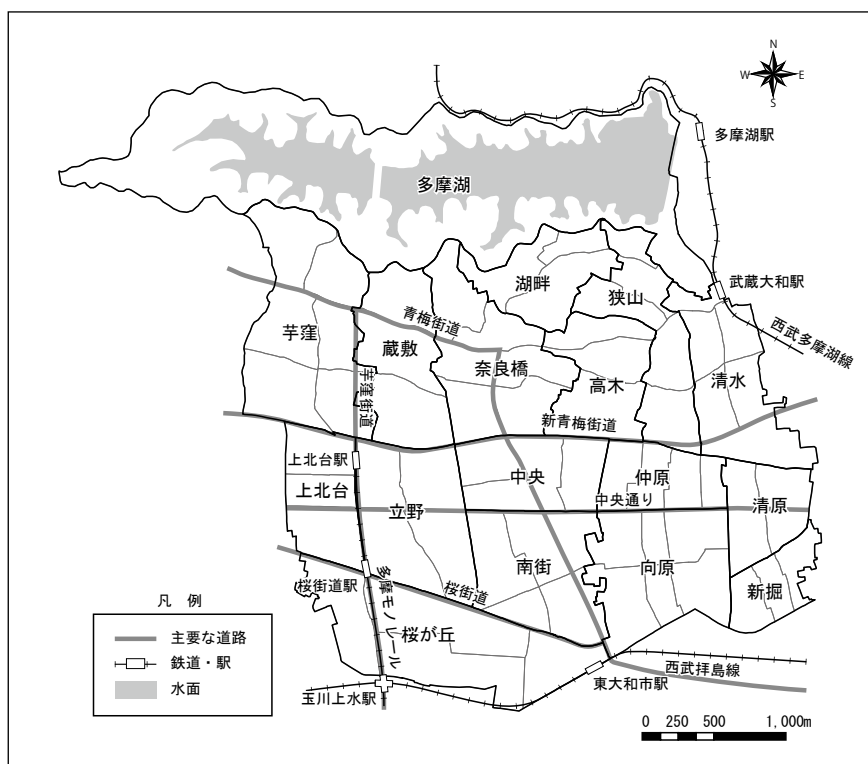 N
W
E
S
多摩湖駅
多摩湖
武蔵大和駅
湖畔
狭山
西武多摩湖線
青梅街道
芋窪
蔵敷
奈良橋
高木
清水
芋窪街道
新青梅街道
上北台駅
上北台
中央
仲原
中央通り
清原
立野
南街
向原
新堀
桜街道駅
桜街道
多摩モノレール
桜が丘
凡 例
主要な道路
鉄道・駅
水面
玉川上水駅
東大和市駅
西武拝島線
0 250 500 1,000m